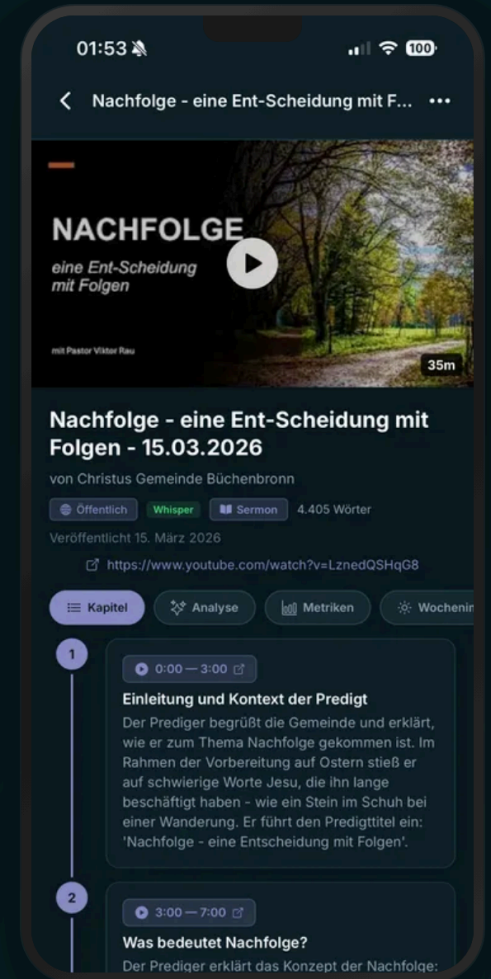 01:53
100
Nachfolge - eine Ent-Scheidung mit F...
NACHFOLGE
eine Ent-Scheidung
mit Folgen
mit Pastor Viktor Rau
35m
Nachfolge - eine Ent-Scheidung mit
Folgen - 15.03.2026
von Christus Gemeinde Büchenbronn
Öffentlich Whisper Sermon 4.405 Wörter
Veröffentlicht 15. März 2026
https://www.youtube.com/watch?v=LznedQSHqG8
Kapitel Analyse Metriken Wochenin
1
0:00 — 3:00
Einleitung und Kontext der Predigt
Der Prediger begrüßt die Gemeinde und erklärt,
wie er zum Thema Nachfolge gekommen ist. Im
Rahmen der Vorbereitung auf Ostern stieß er
auf schwierige Worte Jesu, die ihn lange
beschäftigt haben - wie ein Stein im Schuh bei
einer Wanderung. Er führt den Predigttitel ein:
'Nachfolge - eine Entscheidung mit Folgen'.
2
3:00 — 7:00
Was bedeutet Nachfolge?
Der Prediger erklärt das Konzept der Nachfolge: